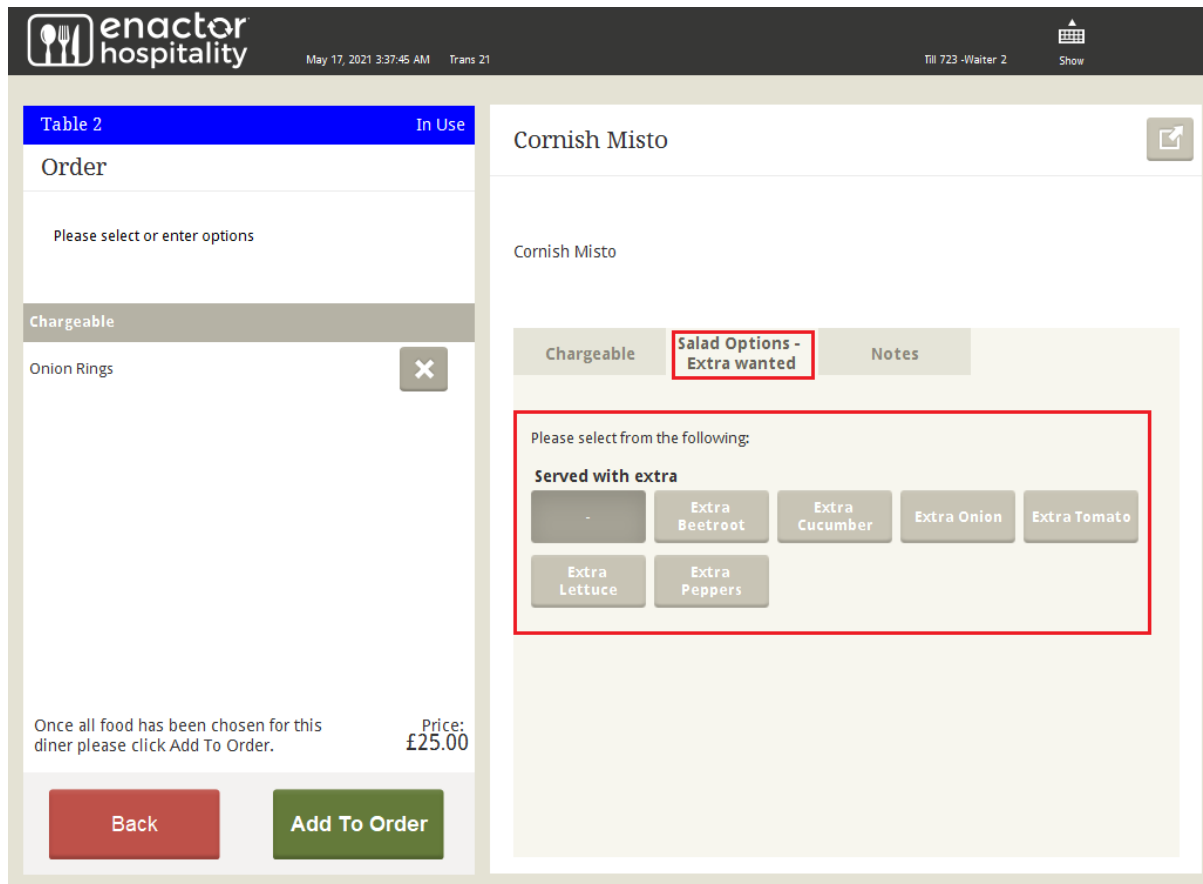 enactor
hospitality
May 17, 2021 3:37:45 AM Trans 21
Till 723 -Waiter 2
Show
Table 2 In Use
Order
Please select or enter options
Chargeable
Onion Rings
Once all food has been chosen for this
diner please click Add To Order.
Price:
£25.00
Back
Add To Order
Cornish Misto
Cornish Misto
Chargeable
Salad Options -
Extra wanted
Notes
Please select from the following:
Served with extra
-
Extra
Beetroot
Extra
Cucumber
Extra Onion
Extra Tomato
Extra
Lettuce
Extra
Peppers